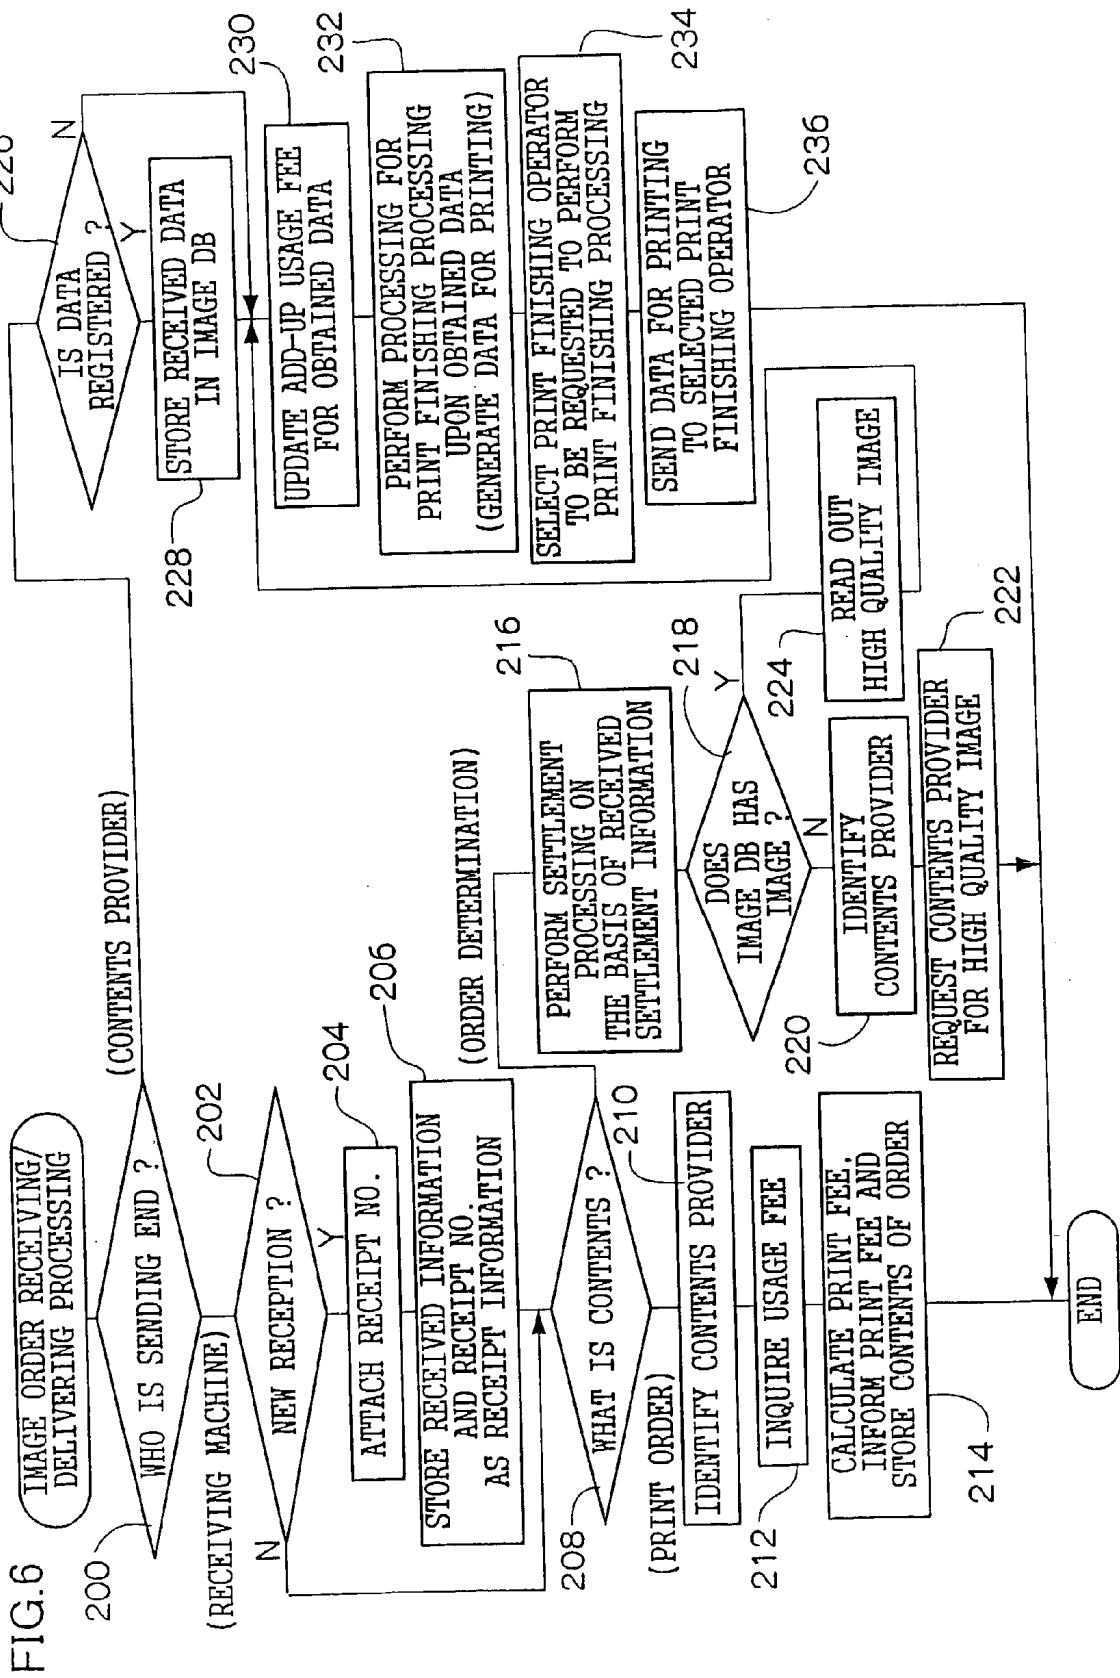 FIG.6
IMAGE ORDER RECEIVING/
DELIVERING PROCESSING
200
WHO IS SENDING END ?
(CONTENTS PROVIDER)
(RECEIVING MACHINE)
202
NEW RECEPTION ?
N
Y
204
ATTACH RECEIPT NO.
206
STORE RECEIVED INFORMATION
AND RECEIPT NO.
AS RECEIPT INFORMATION
208
WHAT IS CONTENTS ?
(ORDER DETERMINATION)
(PRINT ORDER)
210
IDENTIFY CONTENTS PROVIDER
212
INQUIRE USAGE FEE
CALCULATE PRINT FEE,
INFORM PRINT FEE AND
STORE CONTENTS OF ORDER
214
END
216
PERFORM SETTLEMENT
PROCESSING ON
THE BASIS OF RECEIVED
SETTLEMENT INFORMATION
218
DOES
IMAGE DB HAS
IMAGE ?
Y
N
IDENTIFY
CONTENTS PROVIDER
220
222
REQUEST CONTENTS PROVIDER
FOR HIGH QUALITY IMAGE
224
READ OUT
HIGH QUALITY IMAGE
IS DATA
REGISTERED ?
N
Y
STORE RECEIVED DATA
IN IMAGE DB
228
230
UPDATE ADD-UP USAGE FEE
FOR OBTAINED DATA
232
PERFORM PROCESSING FOR
PRINT FINISHING PROCESSING
UPON OBTAINED DATA
(GENERATE DATA FOR PRINTING)
234
SELECT PRINT FINISHING OPERATOR
TO BE REQUESTED TO PERFORM
PRINT FINISHING PROCESSING
236
SEND DATA FOR PRINTING
TO SELECTED PRINT
FINISHING OPERATOR